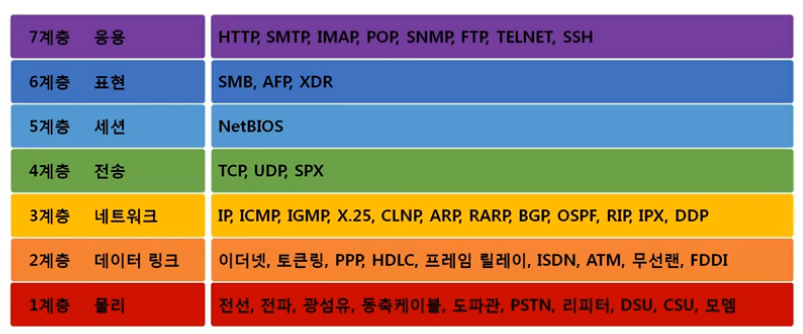 7계층 응용 HTTP, SMTP, IMAP, POP, SNMP, FTP, TELNET, SSH
6계층 표현 SMB, AFP, XDR
5계층 세션 NetBIOS
4계층 전송 TCP, UDP, SPX
3계층 네트워크 IP, ICMP, IGMP, X.25, CLNP, ARP, RARP, BGP, OSPF, RIP, IPX, DDP
2계층 데이터 링크 이더넷, 토큰링, PPP, HDLC, 프레임 릴레이, ISDN, ATM, 무선랜, FDDI
1계층 물리 전선, 전파, 광섬유, 동축케이블, 도파관, PSTN, 리피터, DSU, CSU, 모뎀